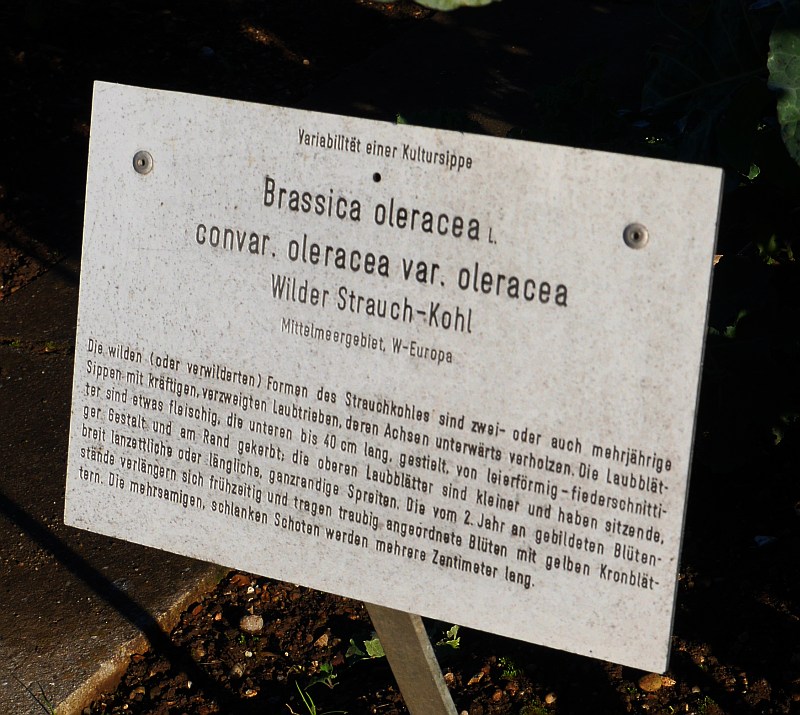 Variabilität einer Kultursippe
Brassica oleracea L.
convar. oleracea var. oleracea
Wilder Strauch-Kohl
Mittelmeergebiet, W-Europa
Die wilden (oder verwilderten) Formen des Strauchkohles sind zwei- oder auch mehrjährige
Sippen mit kräftigen, verzweigten Laubtrieben, deren Achsen unterwärts verholzen. Die Laubblät-
ter sind etwas fleischig, die unteren bis 40 cm lang, gestielt, von leierförmig-fiederschnitti-
ger Gestalt und am Rand gekerbt; die oberen Laubblätter sind kleiner und haben sitzende,
breit lanzettliche oder längliche, ganzrandige Spreiten. Die vom 2. Jahr an gebildeten Blüten-
stände verlängern sich frühzeitig und tragen traubig angeordnete Blüten mit gelben Kronblät-
tern. Die mehrsamigen, schlanken Schoten werden mehrere Zentimeter lang.